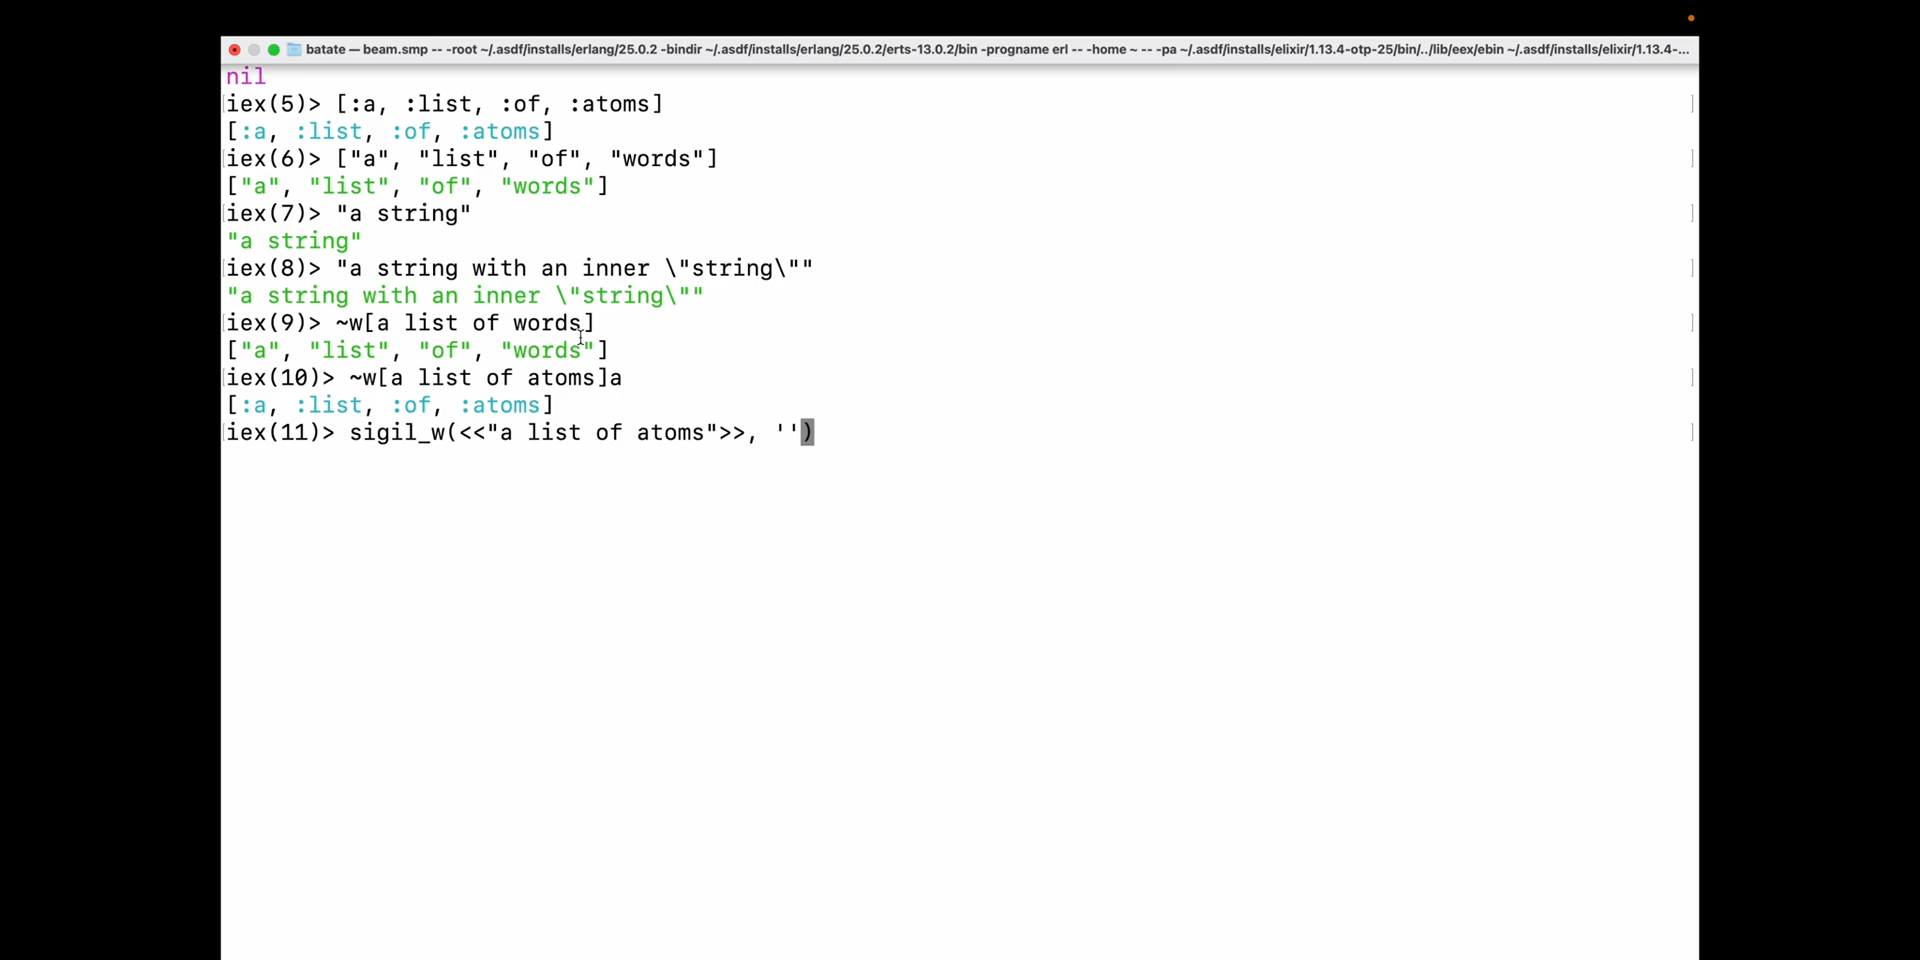 batate — beam.smp -- -root ~/.asdf/installs/erlang/25.0.2 -bindir ~/.asdf/installs/erlang/25.0.2/erts-13.0.2/bin -progname erl -- -home ~ -- -pa ~/.asdf/installs/elixir/1.13.4-otp-25/bin/../lib/eex/ebin ~/.asdf/installs/elixir/1.13.4-...
nil
iex(5)> [:a, :list, :of, :atoms]
[:a, :list, :of, :atoms]
iex(6)> ["a", "list", "of", "words"]
["a", "list", "of", "words"]
iex(7)> "a string"
"a string"
iex(8)> "a string with an inner \"string\""
"a string with an inner \"string\""
iex(9)> ~w[a list of words]
["a", "list", "of", "words"]
iex(10)> ~w[a list of atoms]a
[:a, :list, :of, :atoms]
iex(11)> sigil_w(<<"a list of atoms">>, '')